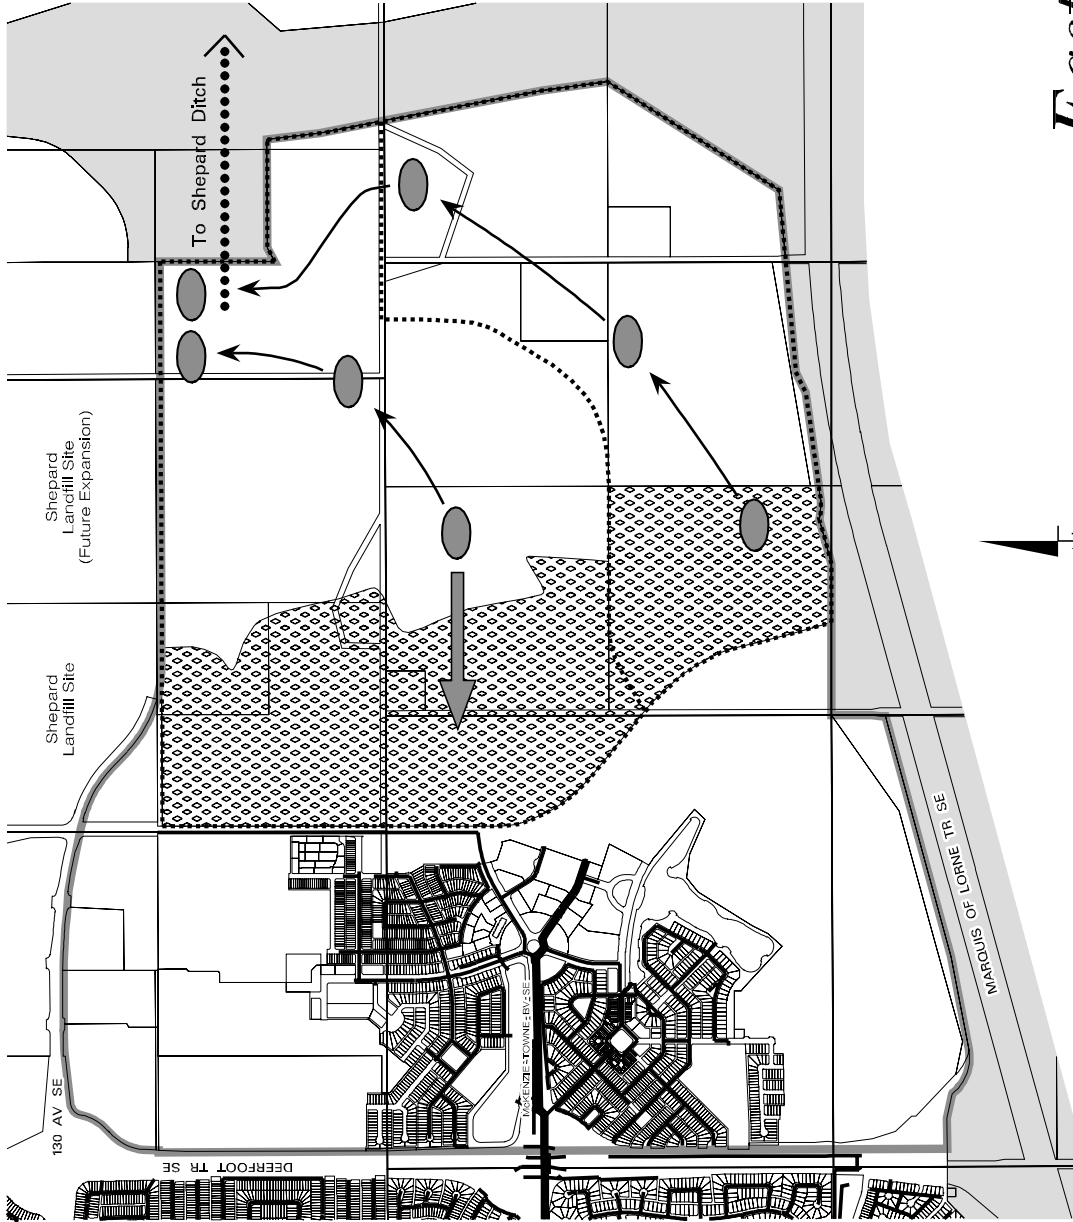 To Shepard Ditch
Shepard
Landfill Site
(Future Expansion)
Shepard
Landfill Site
130 AV SE
DEERFOOT TR SE
McKENZIE-TOWNE-BV-SE
MARQUIS OF LORNE TR SE
East